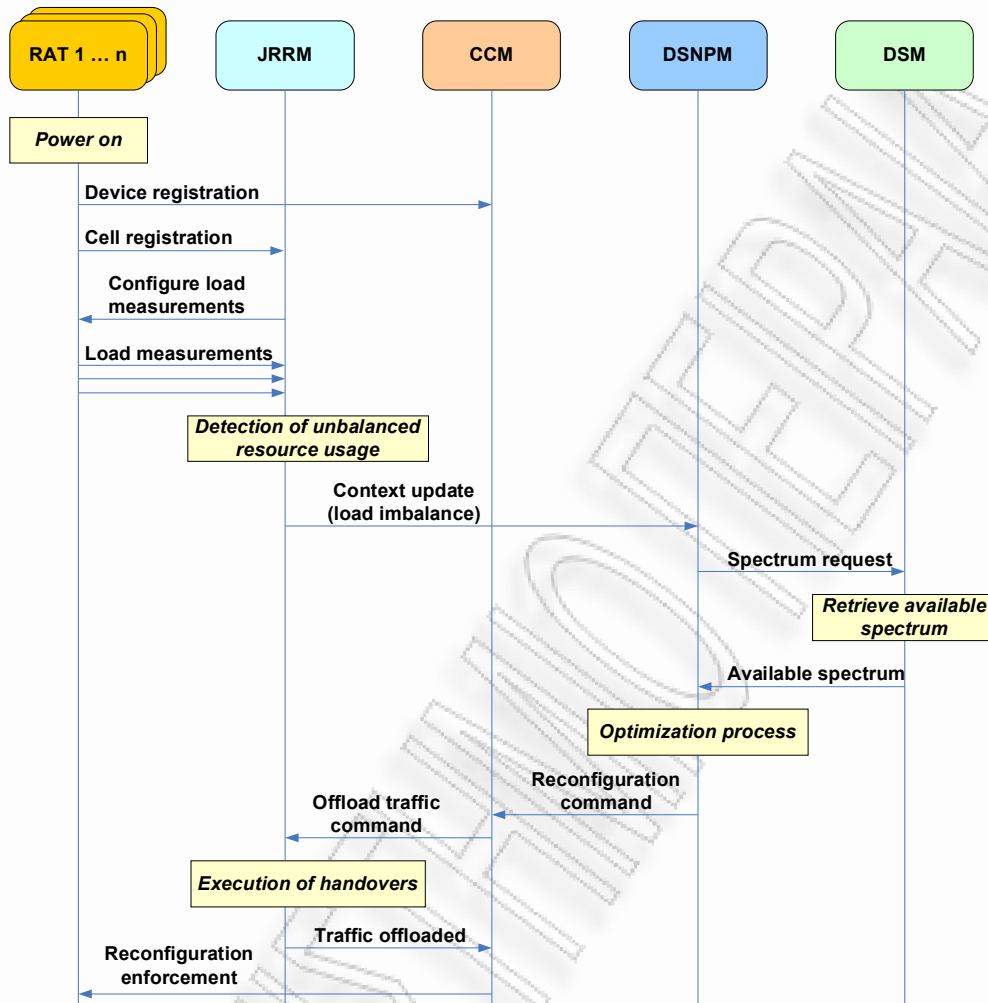 RAT 1 … n
JRRM
CCM
DSNPM
DSM
Power on
Device registration
Cell registration
Configure load
measurements
Load measurements
Detection of unbalanced
resource usage
Context update
(load imbalance)
Spectrum request
Retrieve available
spectrum
Available spectrum
Optimization process
Reconfiguration
command
Offload traffic
command
Execution of handovers
Traffic offloaded
Reconfiguration
enforcement